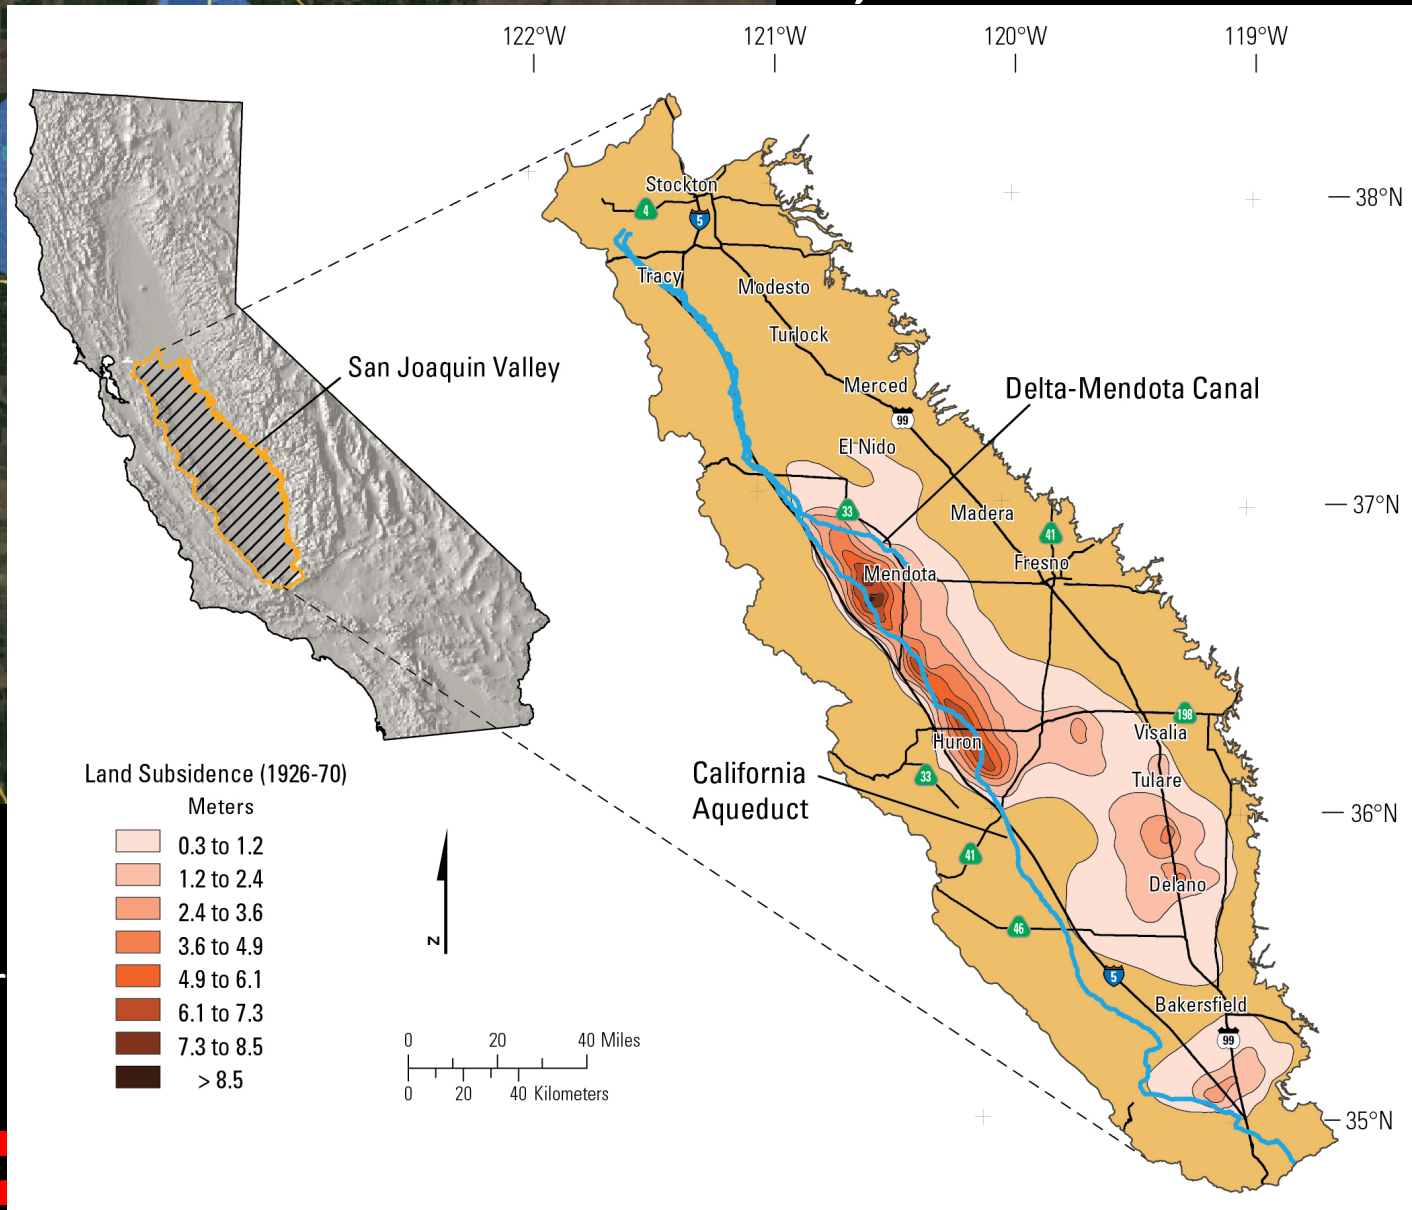 122°W
121°W
120°W
119°W
38°N
37°N
36°N
35°N
San Joaquin Valley
Stockton
4
5
Tracy
Modesto
Turlock
Merced
99
Delta-Mendota Canal
El Nido
33
Madera
41
Fresno
Mendota
198
Visalia
Huron
33
Tulare
California
Aqueduct
41
Delano
46
5
Bakersfield
99
Land Subsidence (1926-70)
Meters
0.3 to 1.2
1.2 to 2.4
2.4 to 3.6
3.6 to 4.9
4.9 to 6.1
6.1 to 7.3
7.3 to 8.5
> 8.5
N
0 20 40 Miles
0 20 40 Kilometers